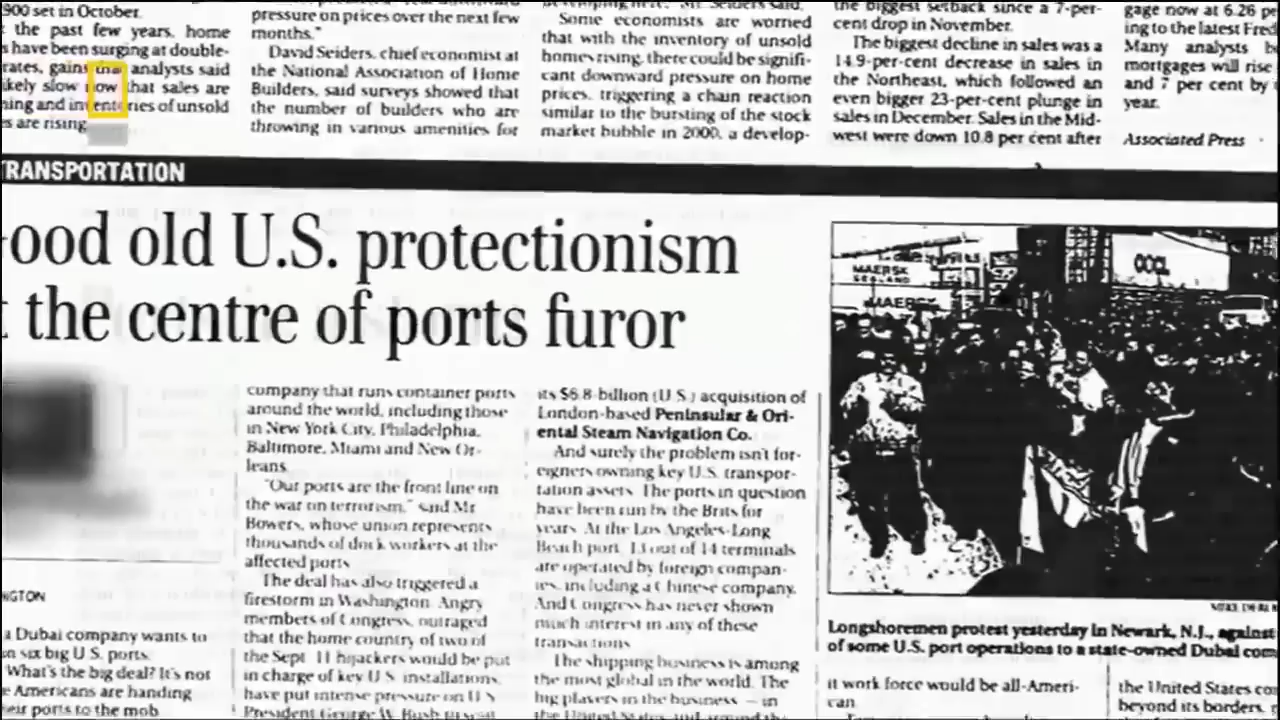 900 set in October.
the past few years, home
s have been surging at double-
rates, gains that analysts said
ikely slow now that sales are
sing and inventories of unsold
es are rising.
pressure on prices over the next few
months."
David Seiders, chief economist at
the National Association of Home
Builders, said surveys showed that
the number of builders who are
throwing in various amenities for
Some economists are worried
that with the inventory of unsold
homes rising, there could be signifi-
cant downward pressure on home
prices, triggering a chain reaction
similar to the bursting of the stock
market bubble in 2000, a develop-
the biggest setback since a 7-per-
cent drop in November.
The biggest decline in sales was a
14.9-per-cent decrease in sales in
the Northeast, which followed an
even bigger 23-per-cent plunge in
sales in December. Sales in the Mid-
west were down 10.8 per cent after
gage now at 6.26 p
ing to the latest Fred
Many analysts b
mortgages will rise
and 7 per cent by
year.
Associated Press
TRANSPORTATION
ood old U.S. protectionism
t the centre of ports furor
NGTON
a Dubai company wants to
n six big U.S. ports.
What's the big deal? It's not
e Americans are handing
eir ports to the mob
company that runs container ports
around the world, including those
in New York City, Philadelphia,
Baltimore, Miami and New Or-
leans.
"Our ports are the front line on
the war on terrorism," said Mr.
Bowers, whose union represents
thousands of dock workers at the
affected ports.
The deal has also triggered a
firestorm in Washington. Angry
members of Congress, outraged
that the home country of two of
the Sept. 11 hijackers would be put
in charge of key U.S. installations,
have put intense pressure on U.S.
President George W. Bush to
its $6.8-billion (U.S.) acquisition of
London-based Peninsular & Ori-
ental Steam Navigation Co.
And surely the problem isn't for-
eigners owning key U.S. transpor-
tation assets. The ports in question
have been run by the Brits for
years. At the Los Angeles-Long
Beach port, 13 out of 14 terminals
are operated by foreign compan-
ies, including a Chinese company.
And Congress has never shown
much interest in any of these
transactions.
The shipping business is among
the most global in the world. The
big players in the business — in
the United States and around the
MAERSK
SEALAND
MAERSK
OOCL
Longshoremen protest yesterday in Newark, N.J., against
of some U.S. port operations to a state-owned Dubai com
it work force would be all-Ameri-
can.
the United States co
beyond its borders.